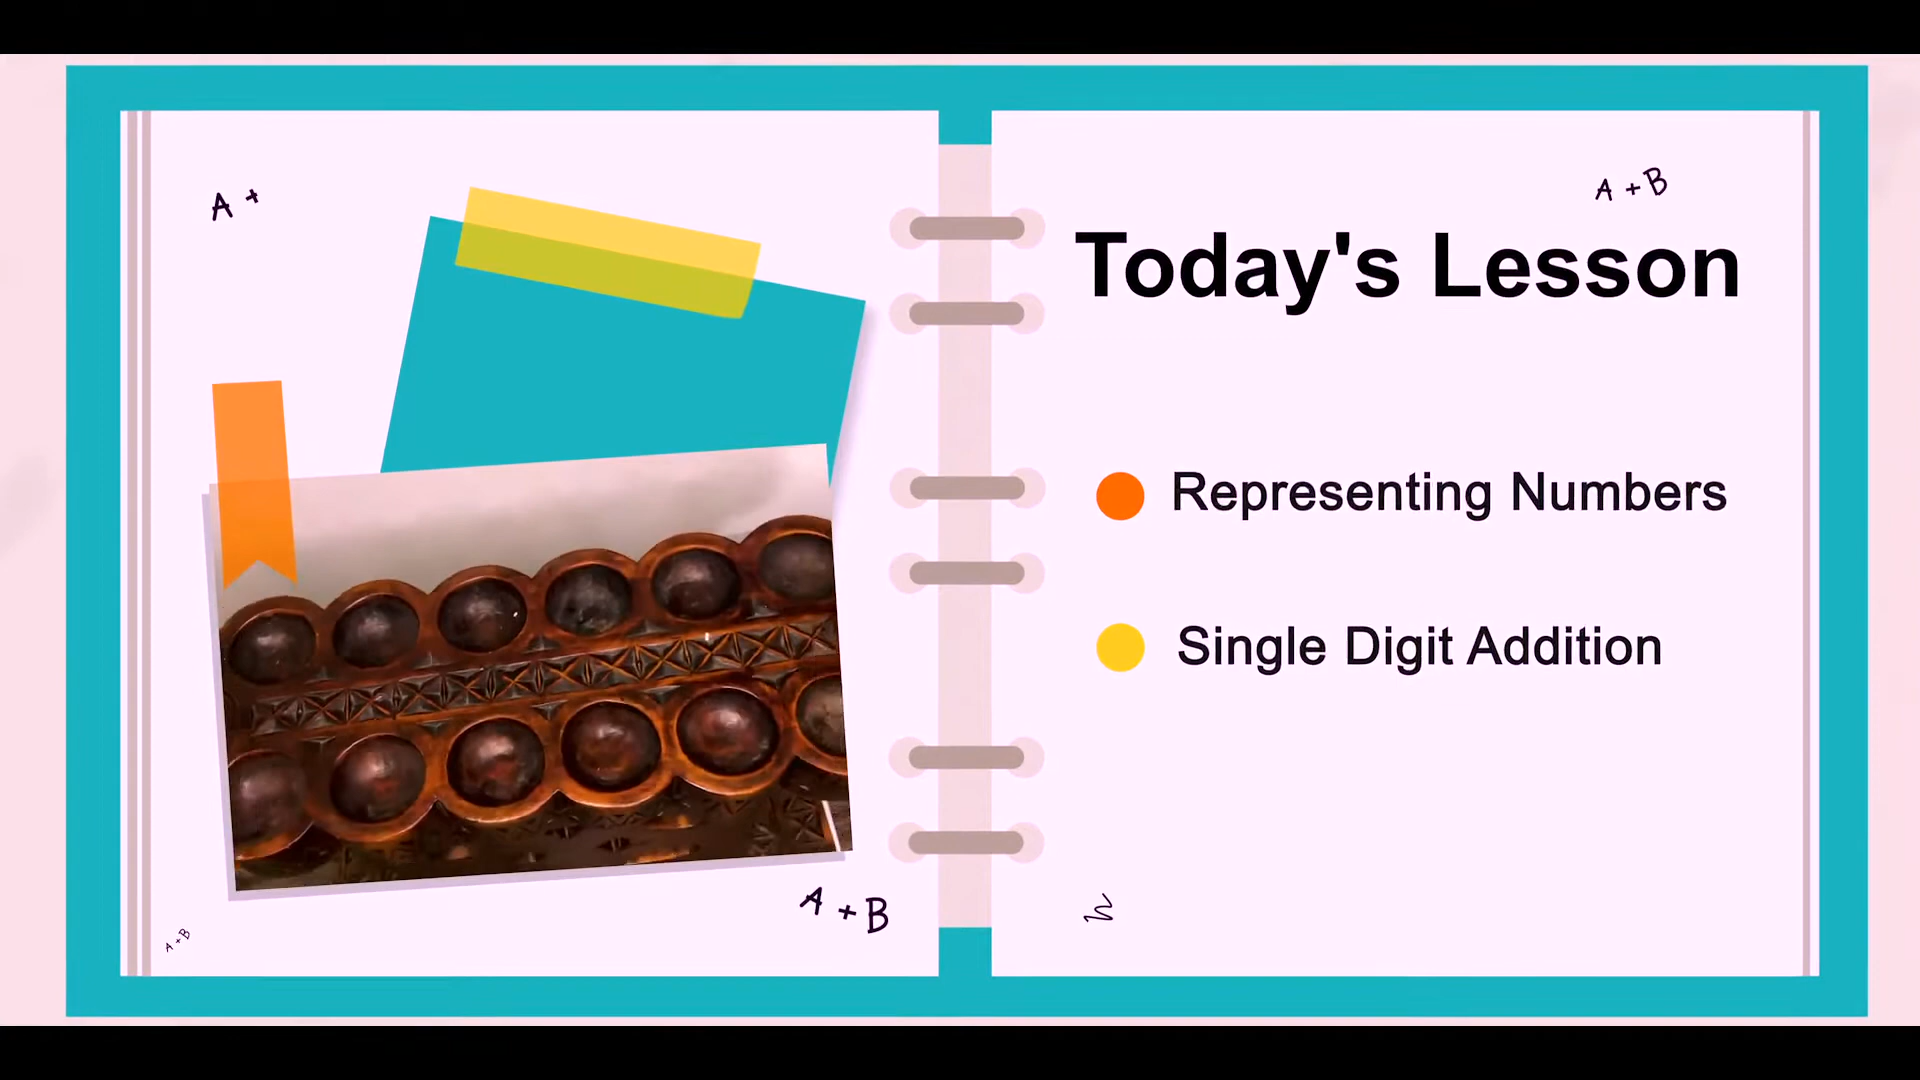 A +
A + B
A + B
A + B
Today's Lesson
Representing Numbers
Single Digit Addition